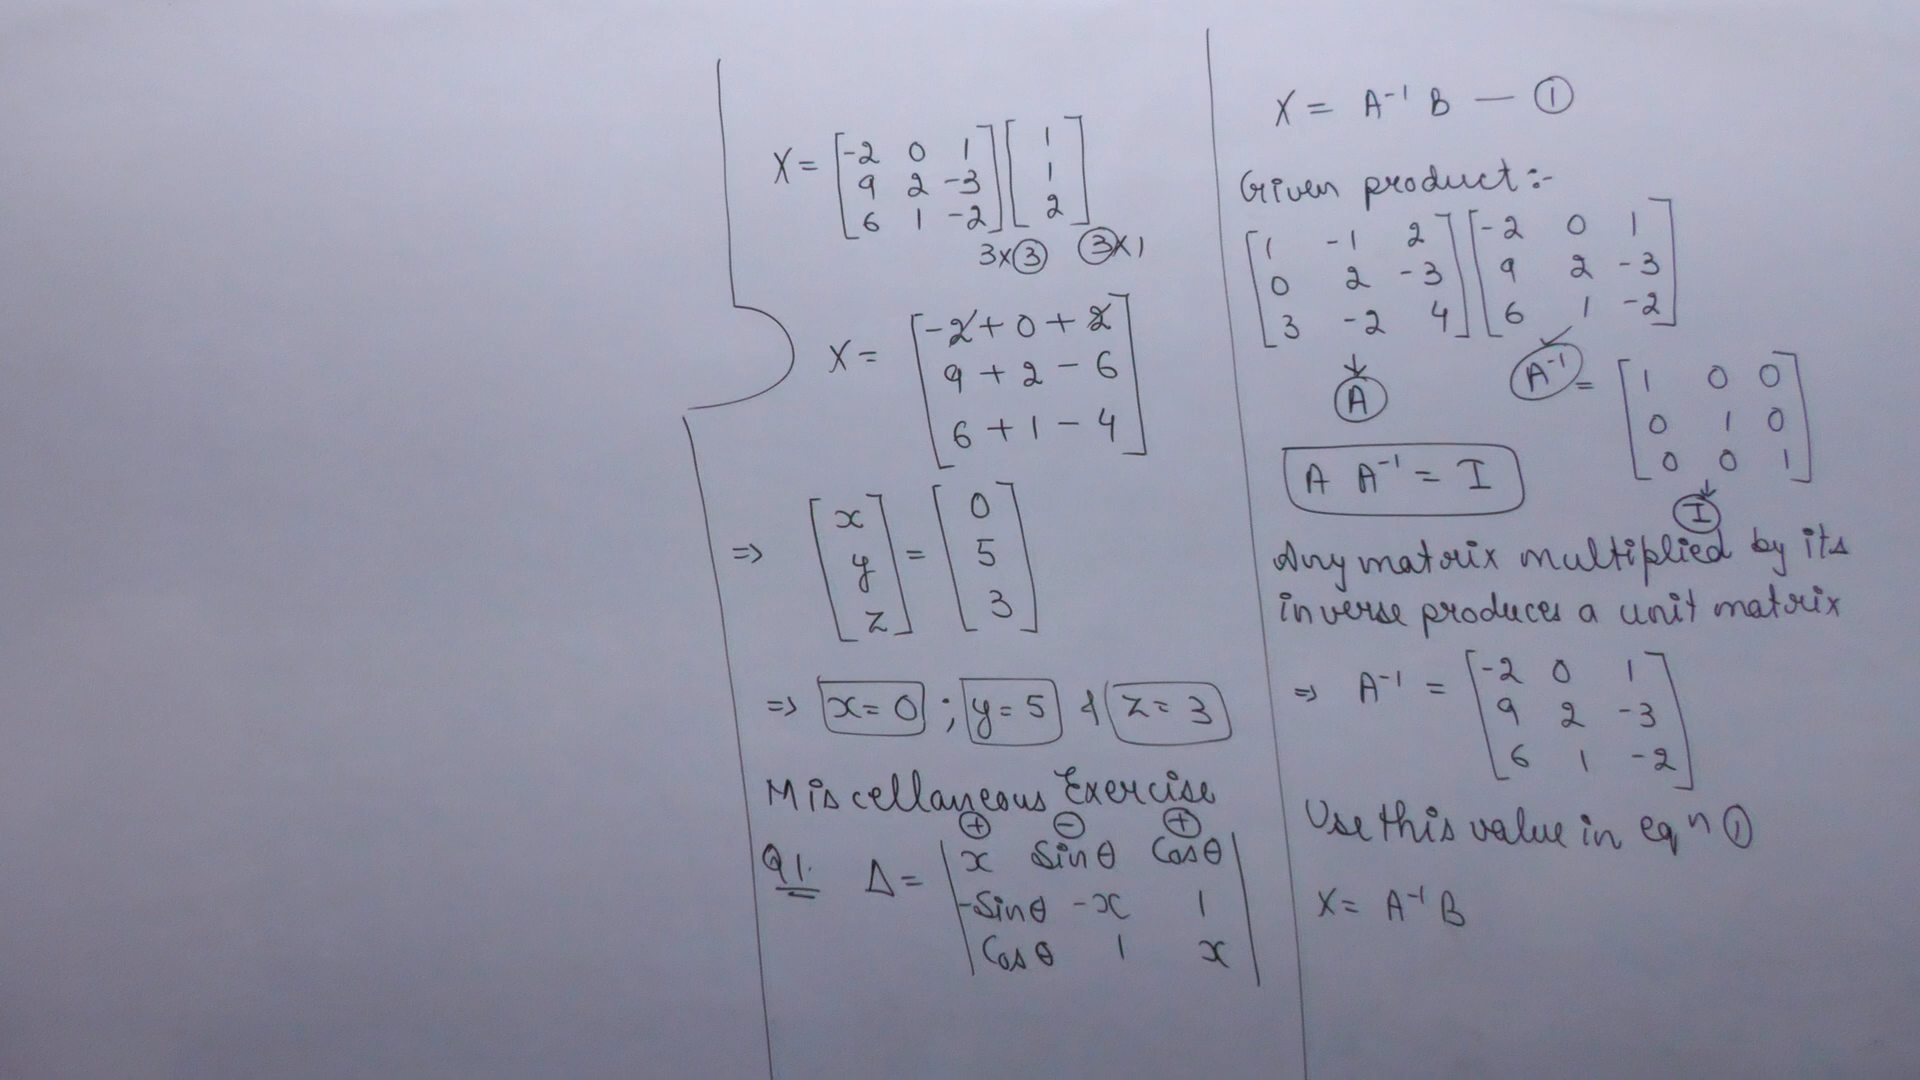 X = [-2 0 1] [1]
[9 2 -3] [1]
[6 1 -2] [2]
3×3 3×1
X = [-2 + 0 + 2]
[9 + 2 - 6]
[6 + 1 - 4]
⇒ [x] = [0]
[y] [5]
[z] [3]
⇒ x = 0 ; y = 5 & z = 3
Miscellaneous Exercise
+ - +
Q1. Δ = | x Sinθ Cosθ |
| -Sinθ -x 1 |
| Cosθ 1 x |
X = A⁻¹ B — ①
Given product :-
[1 -1 2] [-2 0 1]
[0 2 -3] [9 2 -3]
[3 -2 4] [6 1 -2]
↓ A ↙ A⁻¹ = [1 0 0]
[0 1 0]
[0 0 1]
↓ I
A A⁻¹ = I
Any matrix multiplied by its
inverse produces a unit matrix
⇒ A⁻¹ = [-2 0 1]
[9 2 -3]
[6 1 -2]
Use this value in eqⁿ ①
X = A⁻¹ B